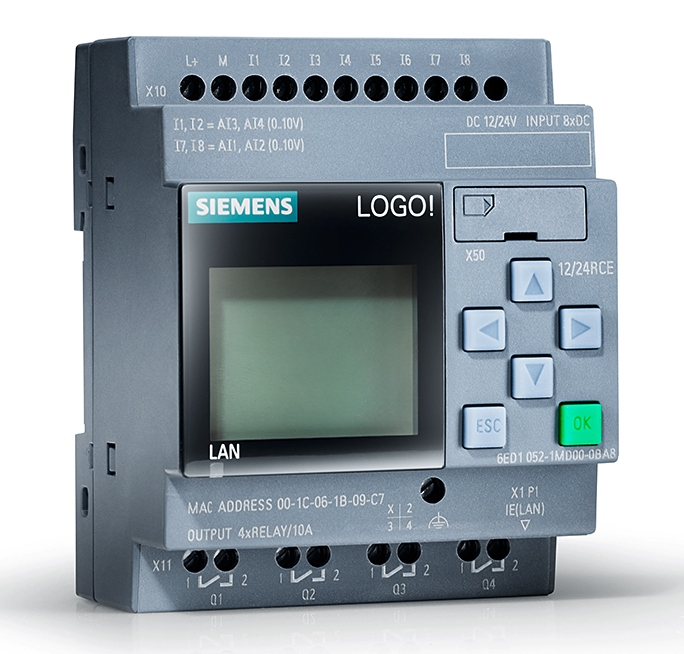 L+ M I1 I2 I3 I4 I5 I6 I7 I8
X10
I1, I2 = AI3, AI4 (0..10V)
I7, I8 = AI1, AI2 (0..10V)
DC 12/24V INPUT 8xDC
SIEMENS
LOGO!
X50
12/24RCE
ESC
OK
LAN
6ED1 052-1MD00-0BA8
MAC ADDRESS 00-1C-06-1B-09-C7
X 2
3 4
X1 P1
IE(LAN)
OUTPUT 4xRELAY/10A
X11
1 2 1 2 1 2 1 2
Q1 Q2 Q3 Q4